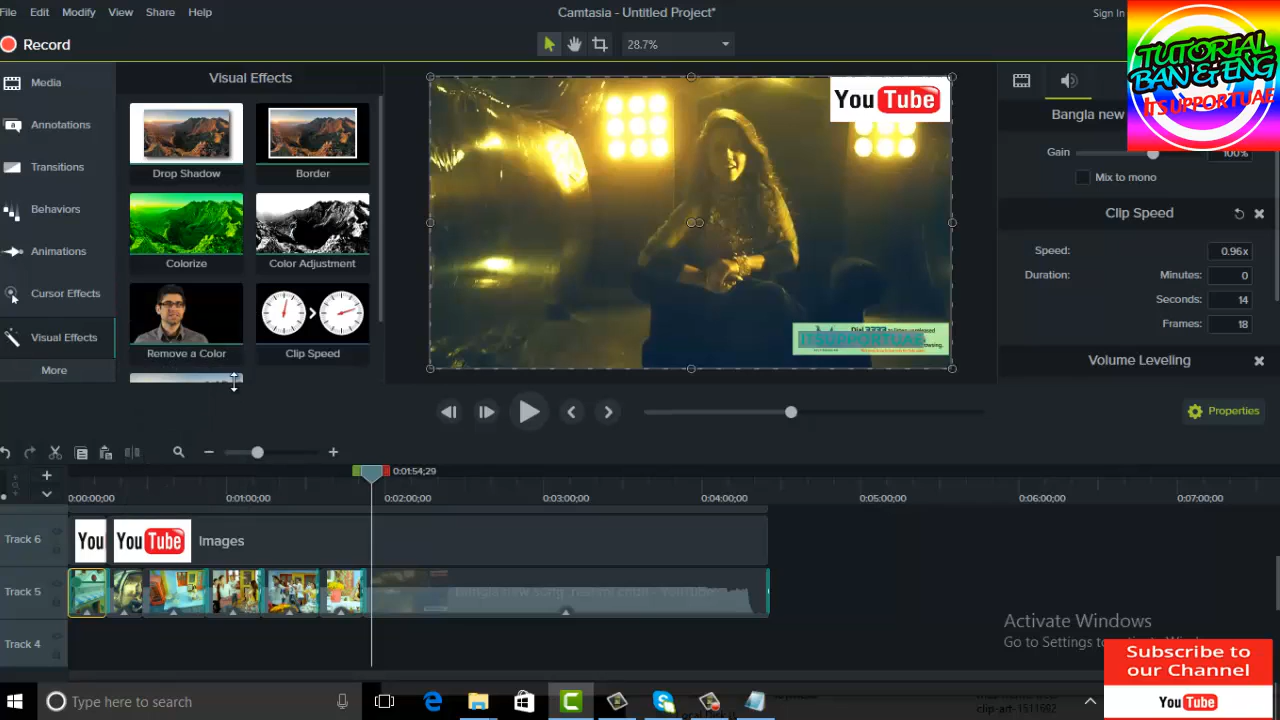 File Edit Modify View Share Help
Camtasia - Untitled Project*
Sign In
Record
28.7%
TUTORIAL
BAN & ENG
ITSUPPORTUAE
Media
Annotations
Transitions
Behaviors
Animations
Cursor Effects
Visual Effects
More
Visual Effects
Drop Shadow
Border
Colorize
Color Adjustment
Remove a Color
Clip Speed
YouTube
ITSUPPORTUAE
Bangla new
Gain
100%
Mix to mono
Clip Speed
Speed: 0.96x
Duration: Minutes: 0
Seconds: 14
Frames: 18
Volume Leveling
Properties
0:01:54;29
0:00:00;00 0:01:00;00 0:02:00;00 0:03:00;00 0:04:00;00 0:05:00;00 0:06:00;00 0:07:00;00
Track 6
You
YouTube
Images
Track 5
Track 4
Activate Windows
Go to Settings to
Subscribe to
our Channel
YouTube
Type here to search
clip-art-1511992